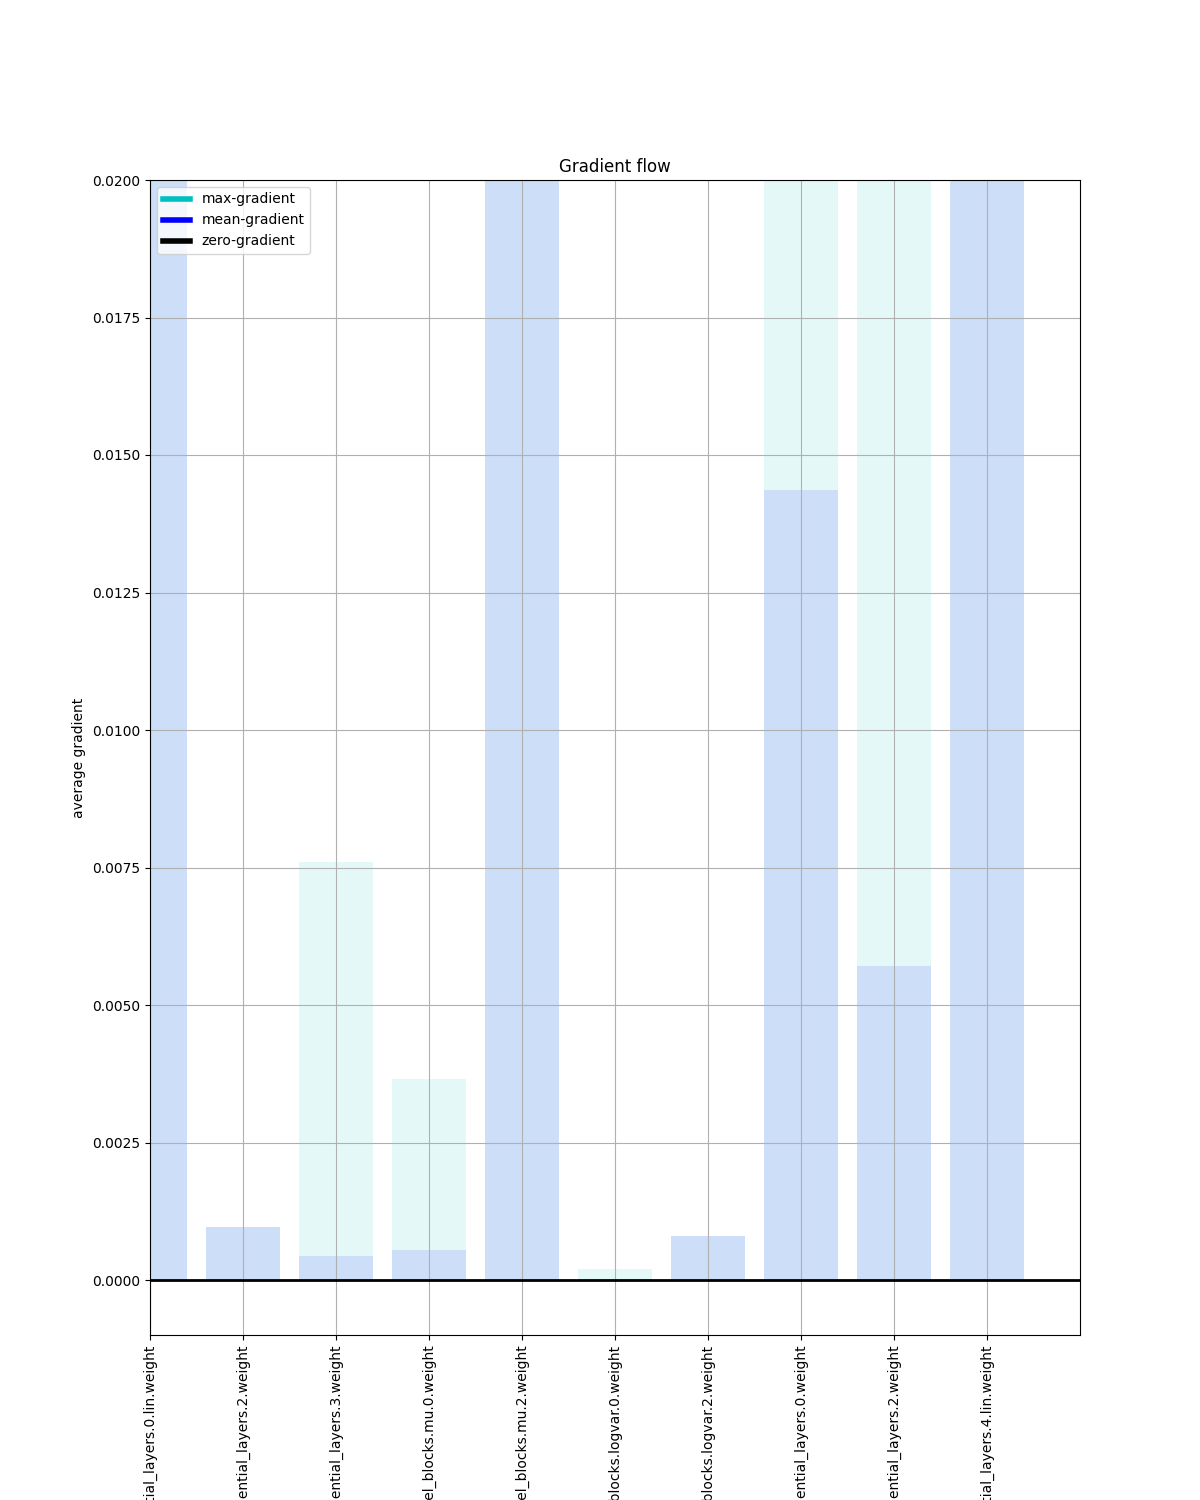 Gradient flow
max-gradient
mean-gradient
zero-gradient
0.0200
0.0175
0.0150
0.0125
0.0100
0.0075
0.0050
0.0025
0.0000
average gradient
tial_layers.0.lin.weight
ential_layers.2.weight
ential_layers.3.weight
el_blocks.mu.0.weight
el_blocks.mu.2.weight
blocks.logvar.0.weight
blocks.logvar.2.weight
ential_layers.0.weight
ential_layers.2.weight
tial_layers.4.lin.weight